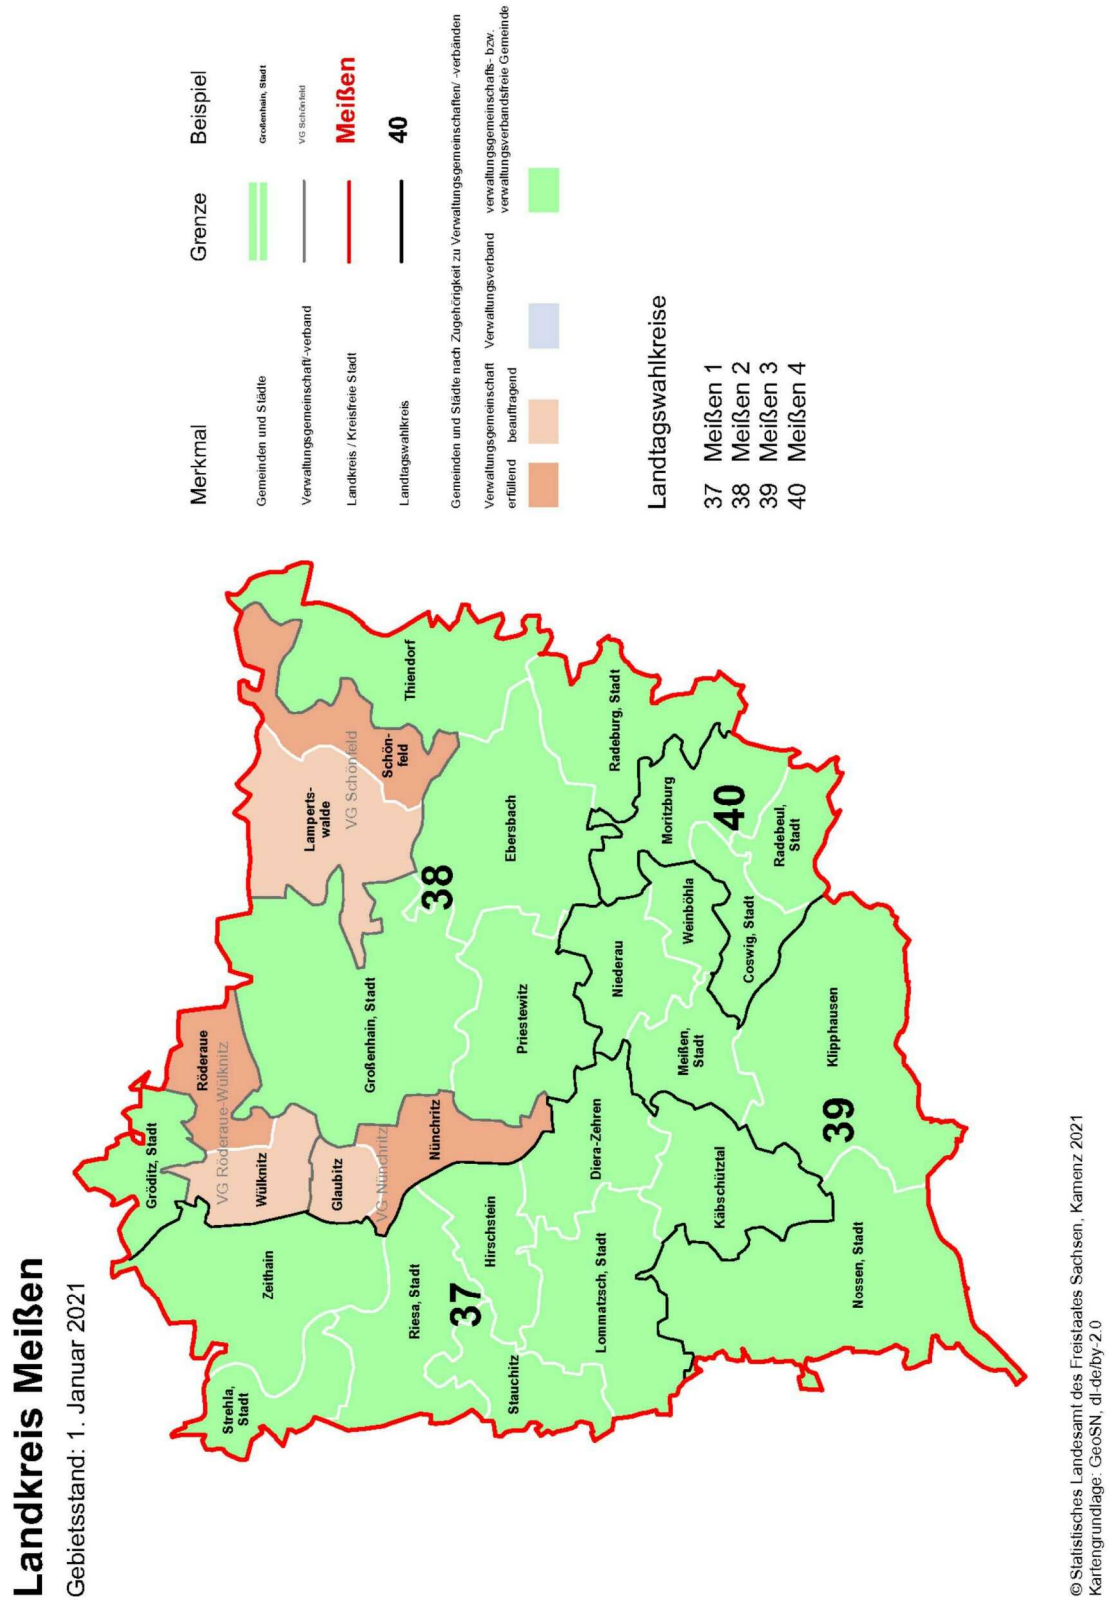 Landkreis Meißen
Gebietsstand: 1. Januar 2021
Strehla,
Stadt
Gröditz, Stadt
Röderaue
VG Röderaue-Wülknitz
Wülknitz
Zeithain
Glaubitz
VG Nünchritz
Nünchritz
Großenhain, Stadt
Lamperts-
walde
VG Schönfeld
Schön-
feld
Thiendorf
38
Riesa, Stadt
37
Hirschstein
Stauchitz
Priestewitz
Ebersbach
Radeburg, Stadt
Lommatzsch, Stadt
Diera-Zehren
Niederau
Moritzburg
Weinböhla
Meißen,
Stadt
40
Käbschütztal
Coswig, Stadt
Radebeul,
Stadt
39
Klipphausen
Nossen, Stadt
Merkmal Grenze Beispiel
Gemeinden und Städte Großenhain, Stadt
Verwaltungsgemeinschaft/-verband VG Schönfeld
Landkreis / Kreisfreie Stadt Meißen
Landtagswahlkreis 40
Gemeinden und Städte nach Zugehörigkeit zu Verwaltungsgemeinschaften/ -verbänden
Verwaltungsgemeinschaft Verwaltungsverband verwaltungsgemeinschafts- bzw.
erfüllend beauftragend verwaltungsverbandsfreie Gemeinde
Landtagswahlkreise
37 Meißen 1
38 Meißen 2
39 Meißen 3
40 Meißen 4
© Statistisches Landesamt des Freistaates Sachsen, Kamenz 2021
Kartengrundlage: GeoSN, dl-de/by-2.0